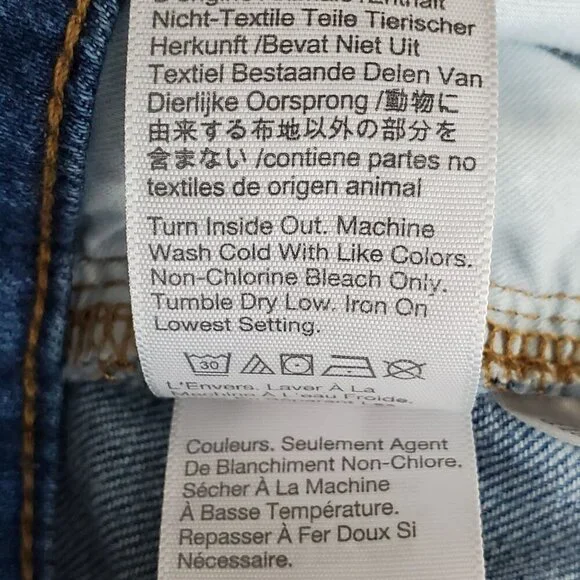 Nicht-Textile Teile Tierischer
Herkunft /Bevat Niet Uit
Textiel Bestaande Delen Van
Dierlijke Oorsprong /動物に
由来する布地以外の部分を
含まない /contiene partes no
textiles de origen animal
Turn Inside Out. Machine
Wash Cold With Like Colors.
Non-Chlorine Bleach Only.
Tumble Dry Low. Iron On
Lowest Setting.
30
L'Envers. Laver À La
Machine À L'eau Froide.
Couleurs. Seulement Agent
De Blanchiment Non-Chlore.
Sécher À La Machine
À Basse Température.
Repasser À Fer Doux Si
Nécessaire.